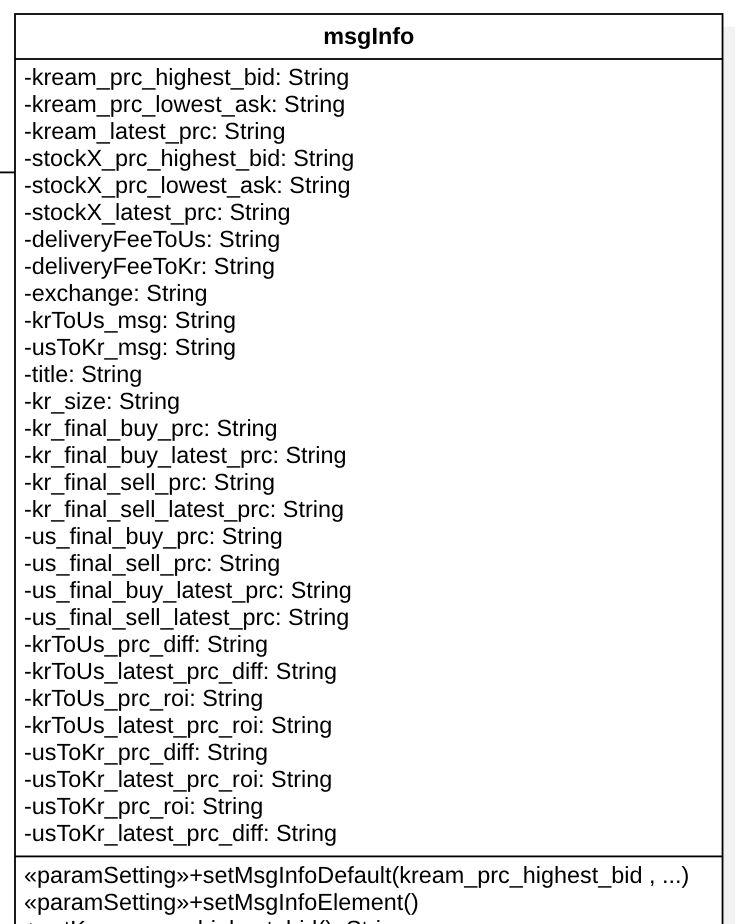 msgInfo
-kream_prc_highest_bid: String
-kream_prc_lowest_ask: String
-kream_latest_prc: String
-stockX_prc_highest_bid: String
-stockX_prc_lowest_ask: String
-stockX_latest_prc: String
-deliveryFeeToUs: String
-deliveryFeeToKr: String
-exchange: String
-krToUs_msg: String
-usToKr_msg: String
-title: String
-kr_size: String
-kr_final_buy_prc: String
-kr_final_buy_latest_prc: String
-kr_final_sell_prc: String
-kr_final_sell_latest_prc: String
-us_final_buy_prc: String
-us_final_sell_prc: String
-us_final_buy_latest_prc: String
-us_final_sell_latest_prc: String
-krToUs_prc_diff: String
-krToUs_latest_prc_diff: String
-krToUs_prc_roi: String
-krToUs_latest_prc_roi: String
-usToKr_prc_diff: String
-usToKr_latest_prc_roi: String
-usToKr_prc_roi: String
-usToKr_latest_prc_diff: String
«paramSetting»+setMsgInfoDefault(kream_prc_highest_bid , ...)
«paramSetting»+setMsgInfoElement()